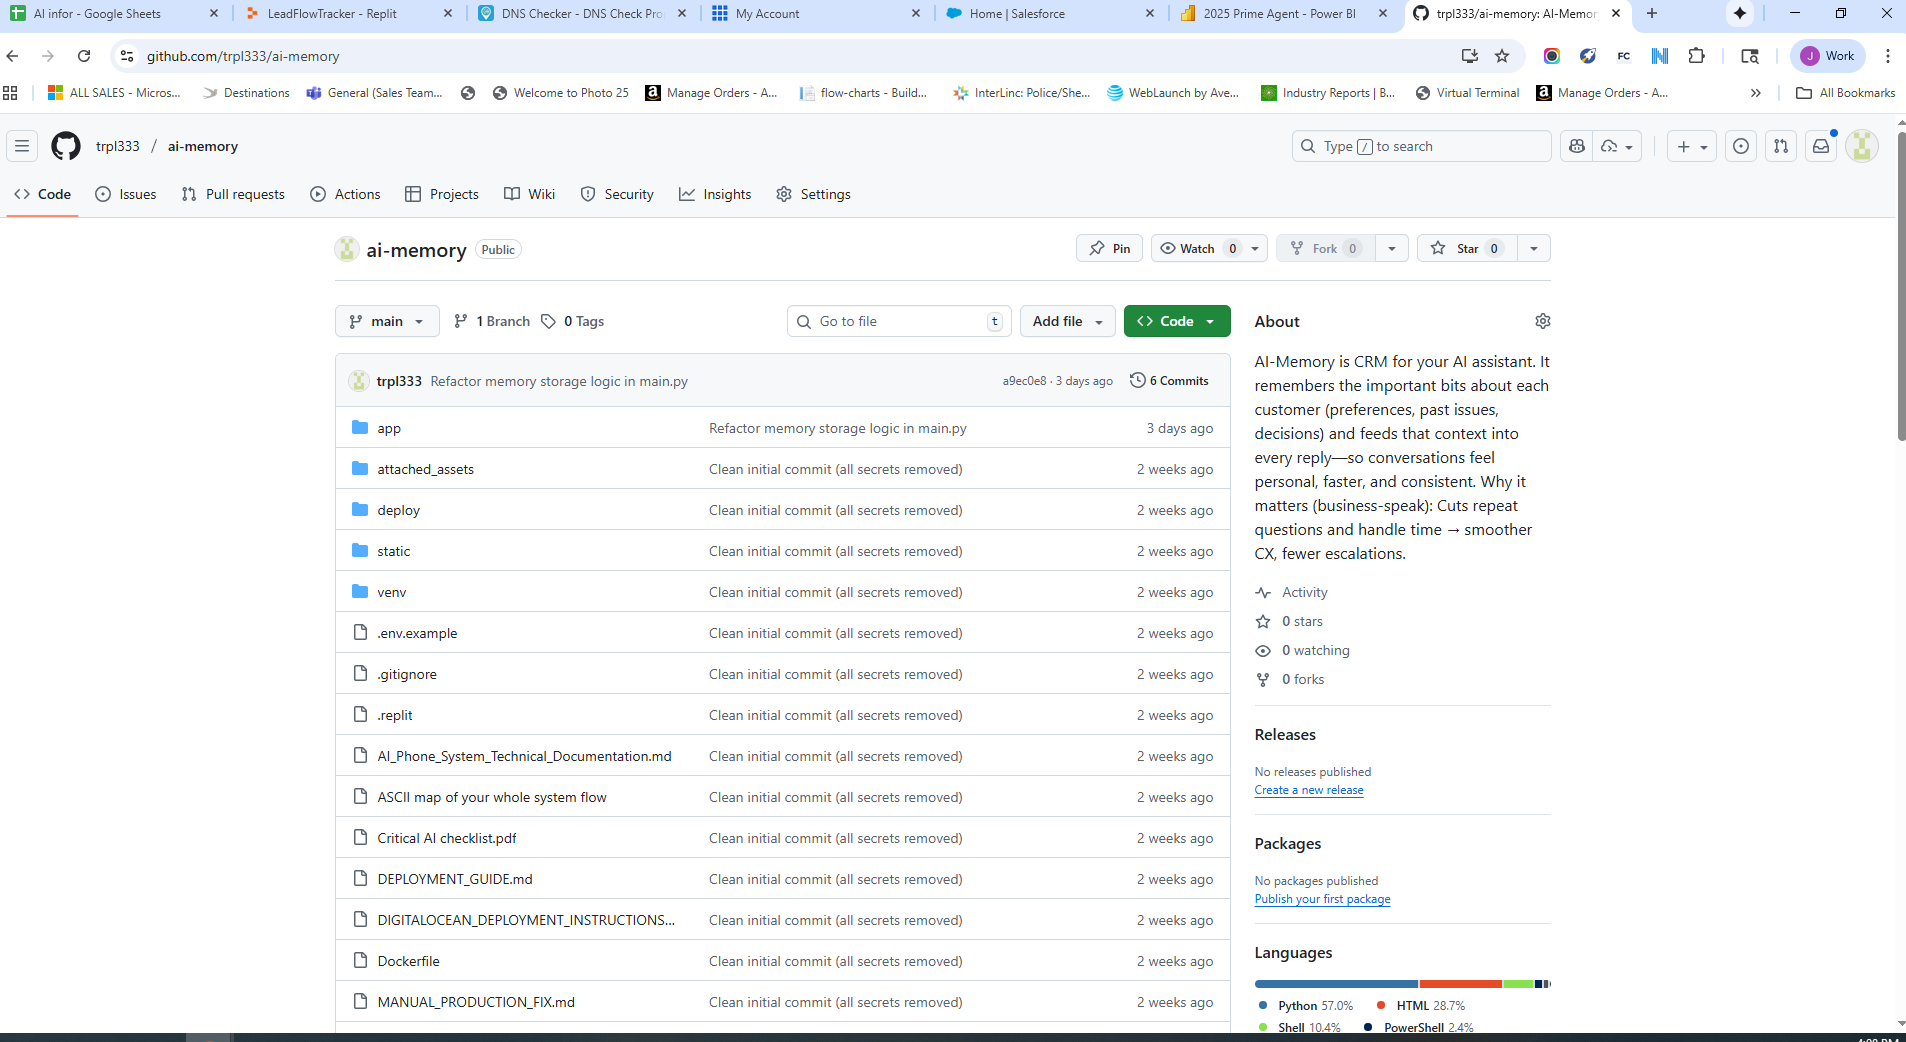 AI infor - Google Sheets
LeadFlowTracker - Replit
DNS Checker - DNS Check Pro
My Account
Home | Salesforce
2025 Prime Agent - Power BI
trpl333/ai-memory: AI-Memor
github.com/trpl333/ai-memory
FC
J Work
ALL SALES - Micros...
Destinations
General (Sales Team...
Welcome to Photo 25
Manage Orders - A...
flow-charts - Build...
InterLinc: Police/She...
WebLaunch by Ave...
Industry Reports | B...
Virtual Terminal
Manage Orders - A...
All Bookmarks
trpl333 / ai-memory
Type / to search
Code
Issues
Pull requests
Actions
Projects
Wiki
Security
Insights
Settings
ai-memory Public
Pin
Watch 0
Fork 0
Star 0
main
1 Branch
0 Tags
Go to file t
Add file
Code
trpl333 Refactor memory storage logic in main.py a9ec0e8 · 3 days ago 6 Commits
app Refactor memory storage logic in main.py 3 days ago
attached_assets Clean initial commit (all secrets removed) 2 weeks ago
deploy Clean initial commit (all secrets removed) 2 weeks ago
static Clean initial commit (all secrets removed) 2 weeks ago
venv Clean initial commit (all secrets removed) 2 weeks ago
.env.example Clean initial commit (all secrets removed) 2 weeks ago
.gitignore Clean initial commit (all secrets removed) 2 weeks ago
.replit Clean initial commit (all secrets removed) 2 weeks ago
AI_Phone_System_Technical_Documentation.md Clean initial commit (all secrets removed) 2 weeks ago
ASCII map of your whole system flow Clean initial commit (all secrets removed) 2 weeks ago
Critical AI checklist.pdf Clean initial commit (all secrets removed) 2 weeks ago
DEPLOYMENT_GUIDE.md Clean initial commit (all secrets removed) 2 weeks ago
DIGITALOCEAN_DEPLOYMENT_INSTRUCTIONS... Clean initial commit (all secrets removed) 2 weeks ago
Dockerfile Clean initial commit (all secrets removed) 2 weeks ago
MANUAL_PRODUCTION_FIX.md Clean initial commit (all secrets removed) 2 weeks ago
About
AI-Memory is CRM for your AI assistant. It
remembers the important bits about each
customer (preferences, past issues,
decisions) and feeds that context into
every reply—so conversations feel
personal, faster, and consistent. Why it
matters (business-speak): Cuts repeat
questions and handle time → smoother
CX, fewer escalations.
Activity
0 stars
0 watching
0 forks
Releases
No releases published
Create a new release
Packages
No packages published
Publish your first package
Languages
Python 57.0%
HTML 28.7%
Shell 10.4%
PowerShell 2.4%